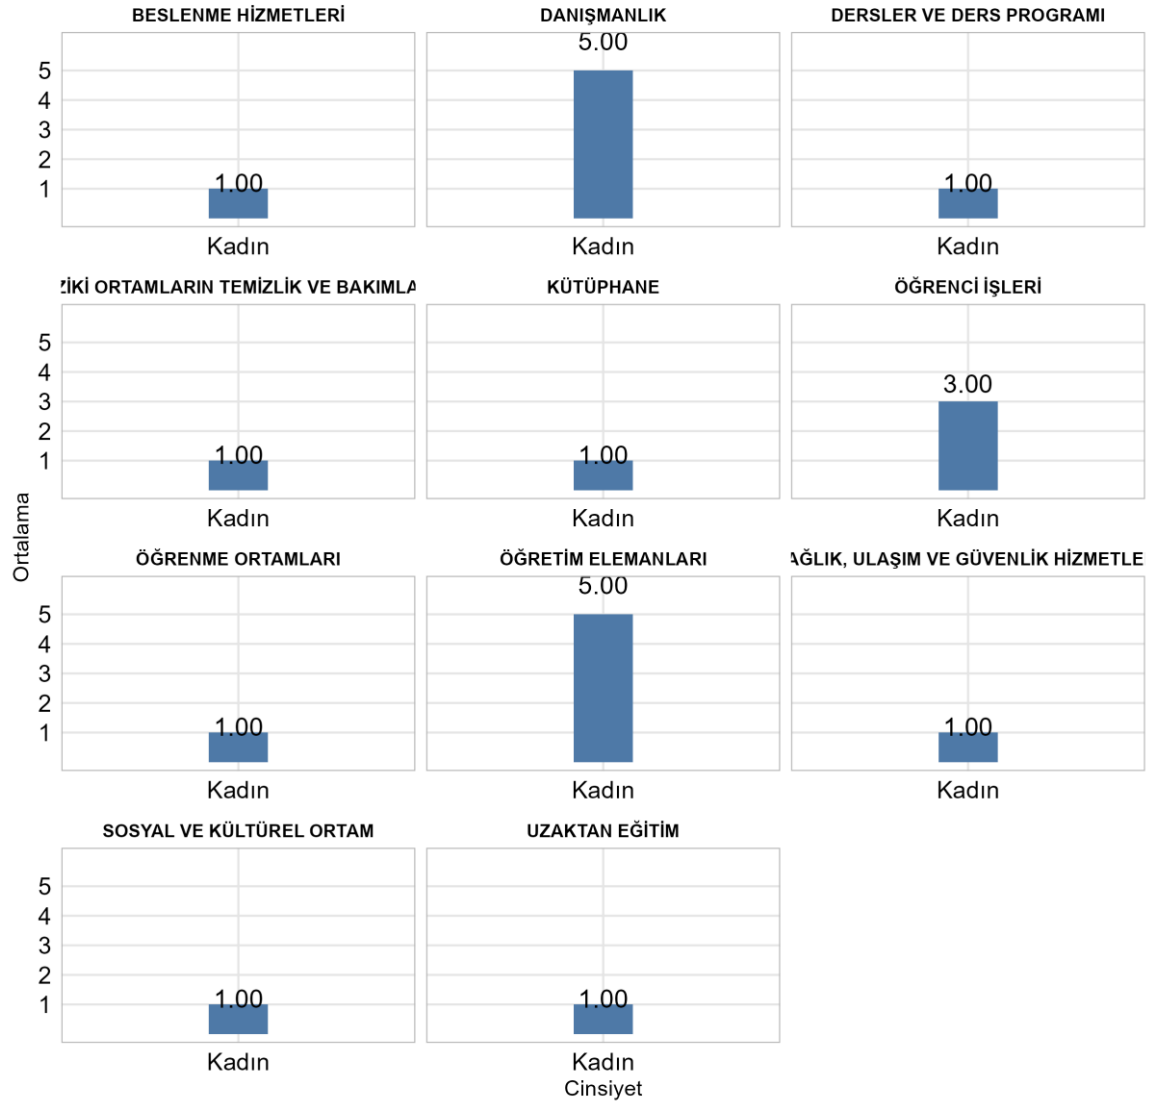 BESLENME HİZMETLERİ
DANIŞMANLIK
DERSLER VE DERS PROGRAMI
5
4
3
2
1
1.00
5.00
1.00
Kadın
Kadın
Kadın
ZİKİ ORTAMLARIN TEMİZLİK VE BAKIMLA
KÜTÜPHANE
ÖĞRENCİ İŞLERİ
5
4
3
2
1
1.00
1.00
3.00
Kadın
Kadın
Kadın
Ortalama
ÖĞRENME ORTAMLARI
ÖĞRETİM ELEMANLARI
AĞLIK, ULAŞIM VE GÜVENLİK HİZMETLE
5
4
3
2
1
1.00
5.00
1.00
Kadın
Kadın
Kadın
SOSYAL VE KÜLTÜREL ORTAM
UZAKTAN EĞİTİM
5
4
3
2
1
1.00
1.00
Kadın
Kadın
Cinsiyet